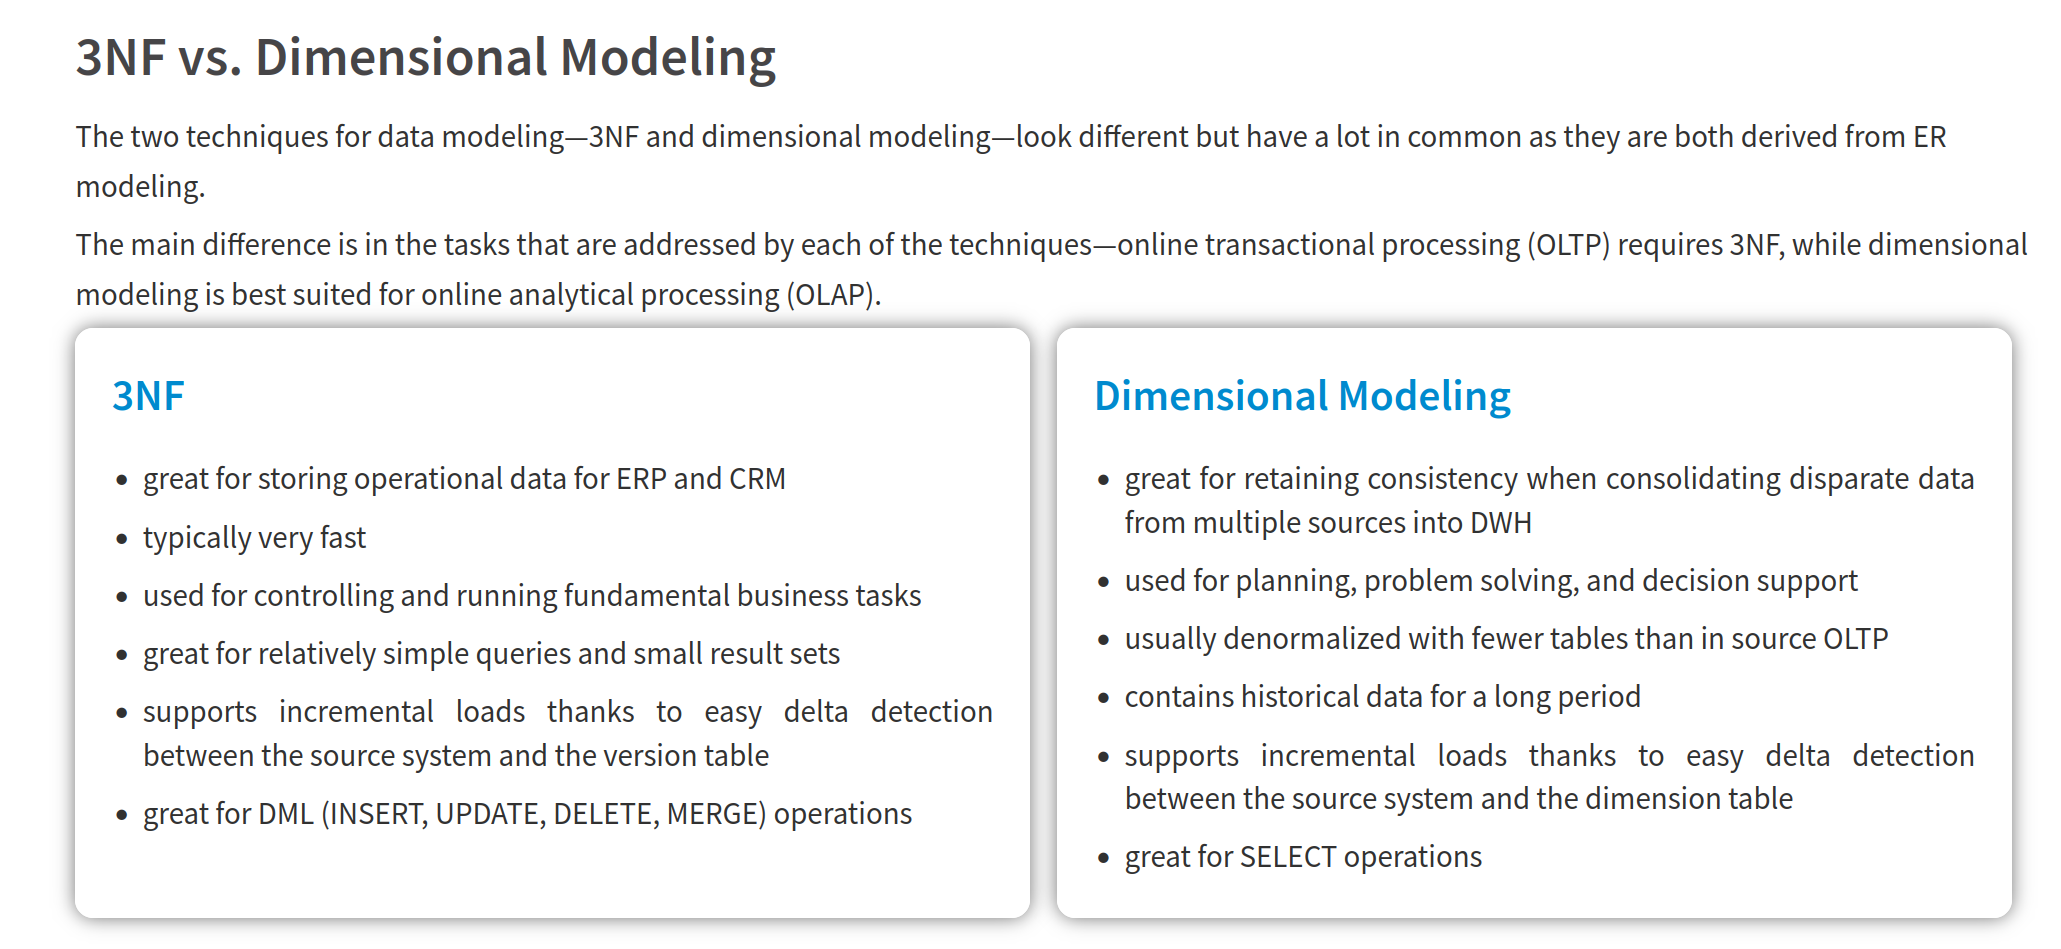 3NF vs. Dimensional Modeling
The two techniques for data modeling—3NF and dimensional modeling—look different but have a lot in common as they are both derived from ER
modeling.
The main difference is in the tasks that are addressed by each of the techniques—online transactional processing (OLTP) requires 3NF, while dimensional
modeling is best suited for online analytical processing (OLAP).
3NF
• great for storing operational data for ERP and CRM
• typically very fast
• used for controlling and running fundamental business tasks
• great for relatively simple queries and small result sets
• supports incremental loads thanks to easy delta detection
between the source system and the version table
• great for DML (INSERT, UPDATE, DELETE, MERGE) operations
Dimensional Modeling
• great for retaining consistency when consolidating disparate data
from multiple sources into DWH
• used for planning, problem solving, and decision support
• usually denormalized with fewer tables than in source OLTP
• contains historical data for a long period
• supports incremental loads thanks to easy delta detection
between the source system and the dimension table
• great for SELECT operations